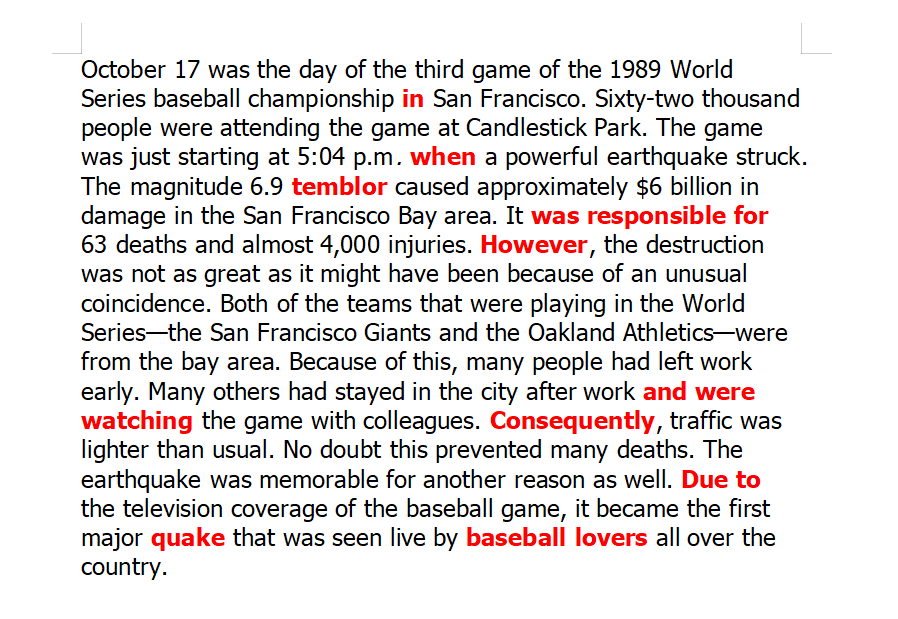 October 17 was the day of the third game of the 1989 World
Series baseball championship in San Francisco. Sixty-two thousand
people were attending the game at Candlestick Park. The game
was just starting at 5:04 p.m. when a powerful earthquake struck.
The magnitude 6.9 temblor caused approximately $6 billion in
damage in the San Francisco Bay area. It was responsible for
63 deaths and almost 4,000 injuries. However, the destruction
was not as great as it might have been because of an unusual
coincidence. Both of the teams that were playing in the World
Series—the San Francisco Giants and the Oakland Athletics—were
from the bay area. Because of this, many people had left work
early. Many others had stayed in the city after work and were
watching the game with colleagues. Consequently, traffic was
lighter than usual. No doubt this prevented many deaths. The
earthquake was memorable for another reason as well. Due to
the television coverage of the baseball game, it became the first
major quake that was seen live by baseball lovers all over the
country.